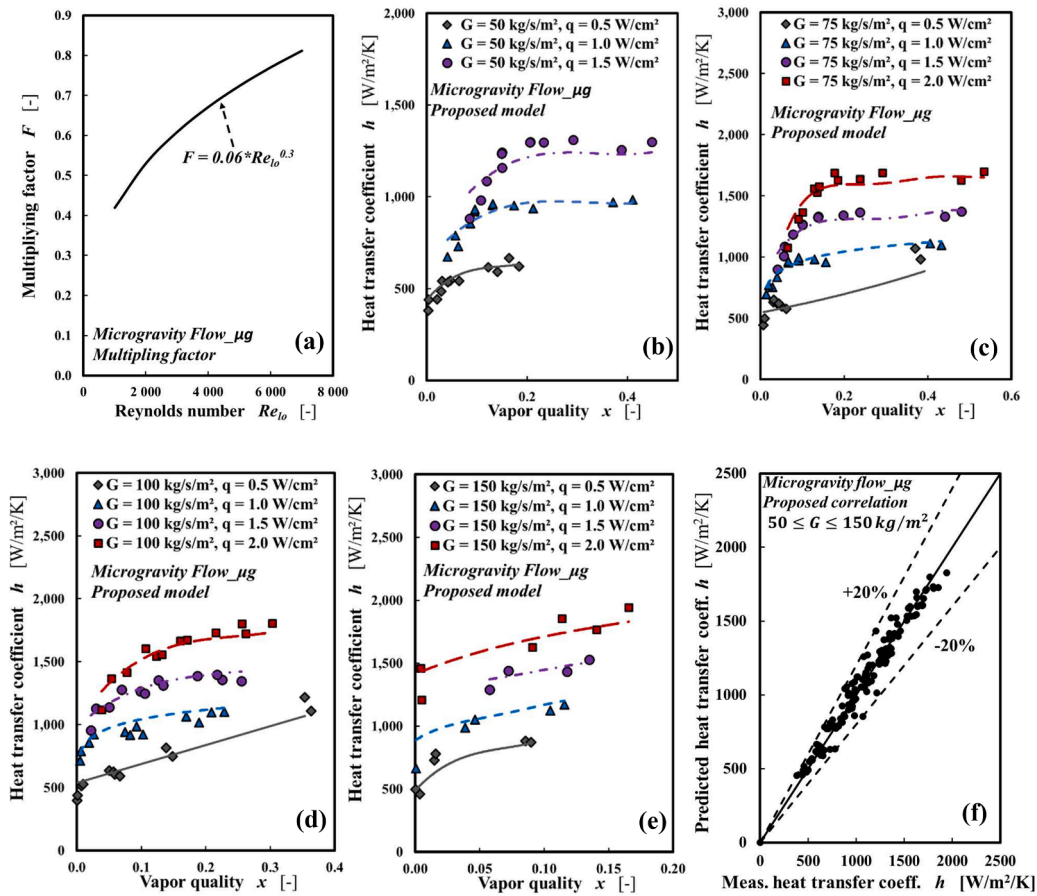 Multipliying factor F [-]
0.9
0.8
0.7
0.6
0.5
0.4
0.3
0.2
0.1
0.0
F = 0.06*Re_lo^0.3
Microgravity Flow_µg
Multipling factor
(a)
0
2 000
4 000
6 000
8 000
Reynolds number Re_lo [-]
Heat transfer coefficient h [W/m²/K]
2,000
1,500
1,000
500
0
G = 50 kg/s/m², q = 0.5 W/cm²
G = 50 kg/s/m², q = 1.0 W/cm²
G = 50 kg/s/m², q = 1.5 W/cm²
Microgravity Flow_µg
Proposed model
(b)
0.0
0.2
0.4
Vapor quality x [-]
Heat transfer coefficient h [W/m²/K]
3,000
2,500
2,000
1,500
1,000
500
0
G = 75 kg/s/m², q = 0.5 W/cm²
G = 75 kg/s/m², q = 1.0 W/cm²
G = 75 kg/s/m², q = 1.5 W/cm²
G = 75 kg/s/m², q = 2.0 W/cm²
Microgravity Flow_µg
Proposed model
(c)
0.0
0.2
0.4
0.6
Vapor quality x [-]
Heat transfer coefficient h [W/m²/K]
3,000
2,500
2,000
1,500
1,000
500
0
G = 100 kg/s/m², q = 0.5 W/cm²
G = 100 kg/s/m², q = 1.0 W/cm²
G = 100 kg/s/m², q = 1.5 W/cm²
G = 100 kg/s/m², q = 2.0 W/cm²
Microgravity Flow_µg
Proposed model
(d)
0.0
0.1
0.2
0.3
0.4
Vapor quality x [-]
Heat transfer coefficient h [W/m²/K]
3,000
2,500
2,000
1,500
1,000
500
0
G = 150 kg/s/m², q = 0.5 W/cm²
G = 150 kg/s/m², q = 1.0 W/cm²
G = 150 kg/s/m², q = 1.5 W/cm²
G = 150 kg/s/m², q = 2.0 W/cm²
Microgravity Flow_µg
Proposed model
(e)
0.00
0.05
0.10
0.15
0.20
Vapor quality x [-]
Predicted heat transfer coeff. h [W/m²/K]
2500
2000
1500
1000
500
0
Microgravity flow_µg
Proposed correlation
50 ≤ G ≤ 150 kg/m²
+20%
-20%
(f)
0
500
1000
1500
2000
2500
Meas. heat transfer coeff. h [W/m²/K]